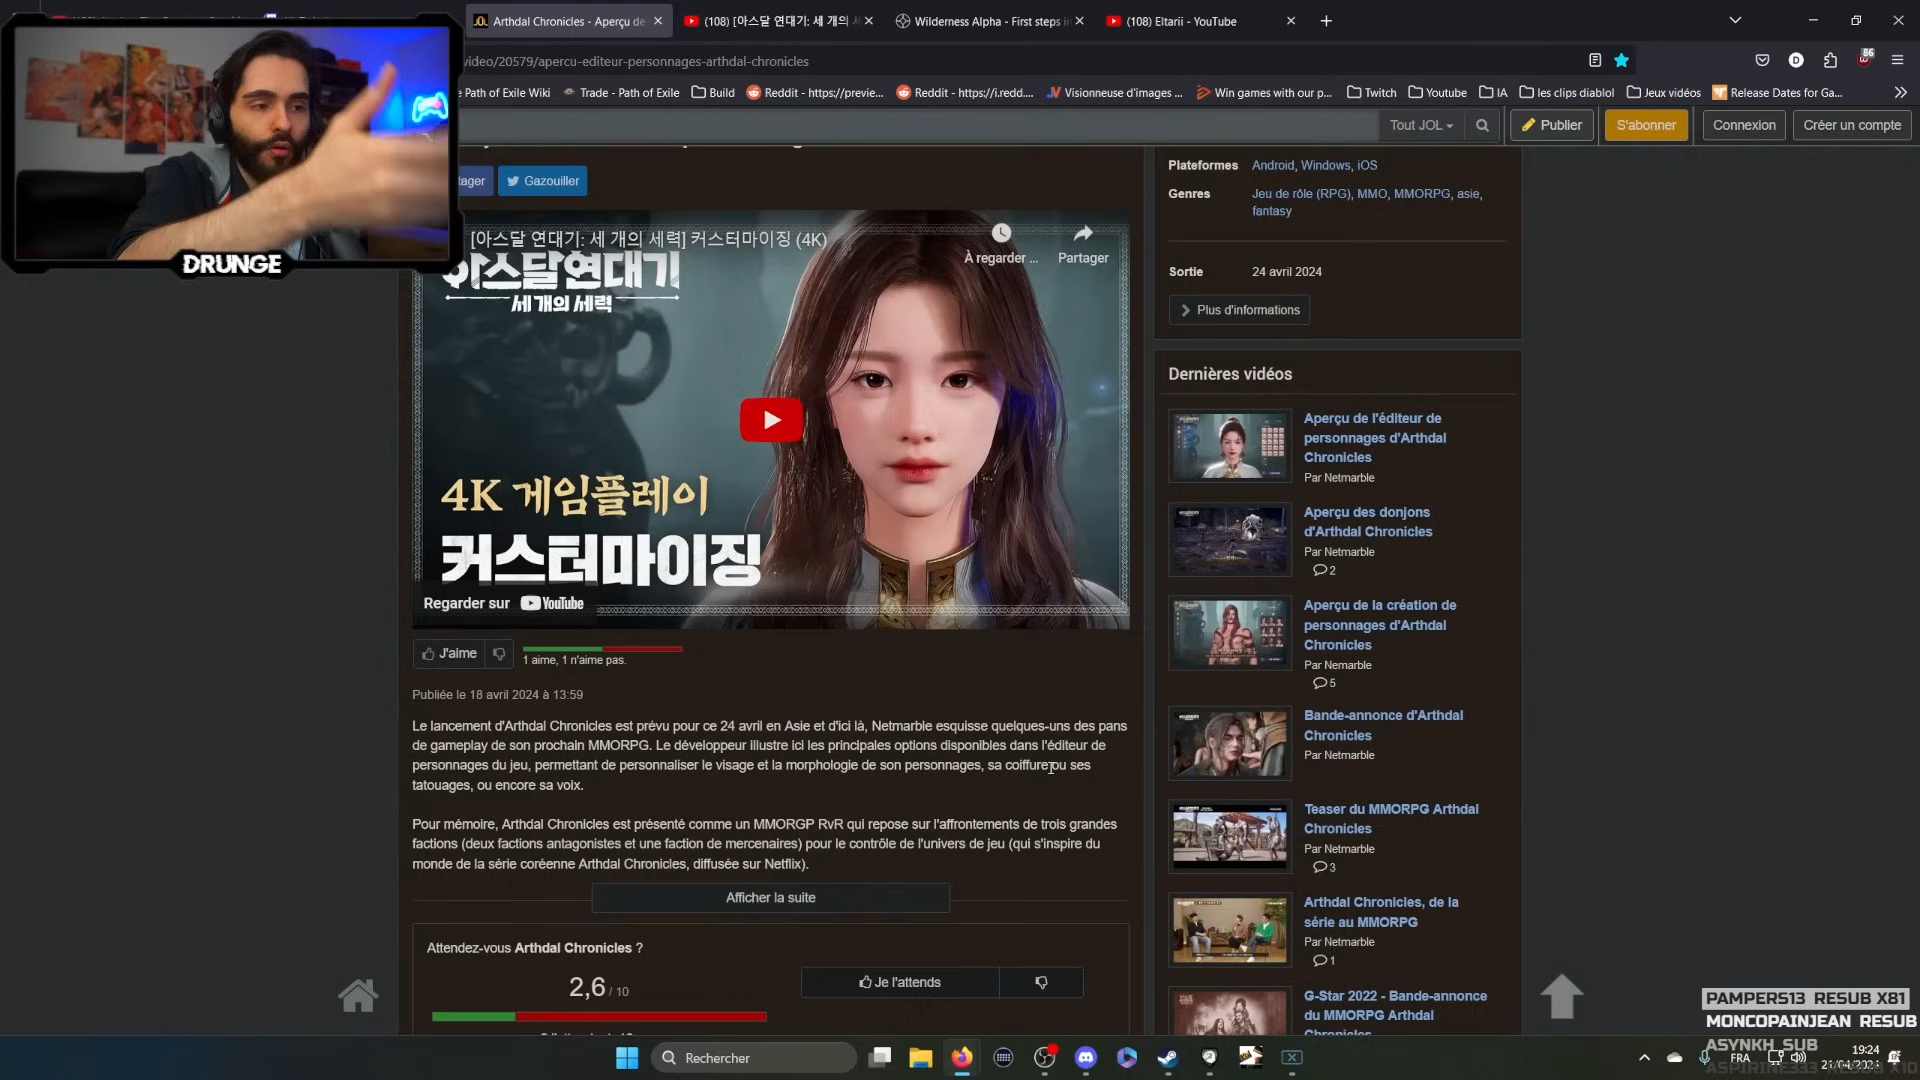 Arthdal Chronicles - Aperçu de
(108) [아스달 연대기: 세 개의
Wilderness Alpha - First steps in
(108) Eltarii - YouTube
video/20579/apercu-editeur-personnages-arthdal-chronicles
86
Path of Exile Wiki
Trade - Path of Exile
Build
Reddit - https://previe...
Reddit - https://i.redd....
Visionneuse d'images ...
Win games with our p...
Twitch
Youtube
IA
les clips diablol
Jeux vidéos
Release Dates for Ga...
Tout JOL
Publier
S'abonner
Connexion
Créer un compte
DRUNGE
tager
Gazouiller
[아스달 연대기: 세 개의 세력] 커스터마이징 (4K)
À regarder ...
Partager
아스달연대기
세 개의 세력
4K 게임플레이
커스터마이징
Regarder sur YouTube
J'aime
1 aime, 1 n'aime pas.
Publiée le 18 avril 2024 à 13:59
Le lancement d'Arthdal Chronicles est prévu pour ce 24 avril en Asie et d'ici là, Netmarble esquisse quelques-uns des pans
de gameplay de son prochain MMORPG. Le développeur illustre ici les principales options disponibles dans l'éditeur de
personnages du jeu, permettant de personnaliser le visage et la morphologie de son personnages, sa coiffure ou ses
tatouages, ou encore sa voix.
Pour mémoire, Arthdal Chronicles est présenté comme un MMORGP RvR qui repose sur l'affrontements de trois grandes
factions (deux factions antagonistes et une faction de mercenaires) pour le contrôle de l'univers de jeu (qui s'inspire du
monde de la série coréenne Arthdal Chronicles, diffusée sur Netflix).
Afficher la suite
Attendez-vous Arthdal Chronicles ?
2,6 / 10
Je l'attends
Plateformes
Android, Windows, iOS
Genres
Jeu de rôle (RPG), MMO, MMORPG, asie,
fantasy
Sortie
24 avril 2024
Plus d'informations
Dernières vidéos
Aperçu de l'éditeur de
personnages d'Arthdal
Chronicles
Par Netmarble
Aperçu des donjons
d'Arthdal Chronicles
Par Netmarble
2
Aperçu de la création de
personnages d'Arthdal
Chronicles
Par Nemarble
5
Bande-annonce d'Arthdal
Chronicles
Par Netmarble
Teaser du MMORPG Arthdal
Chronicles
Par Netmarble
3
Arthdal Chronicles, de la
série au MMORPG
Par Netmarble
1
G-Star 2022 - Bande-annonce
du MMORPG Arthdal
Chronicles
PAMPERS13 RESUB X81
MONCOPAINJEAN RESUB
ASYNKH_SUB
ASPIRINE333 RESUB X10
Rechercher
FRA
19:24
21/04/2024